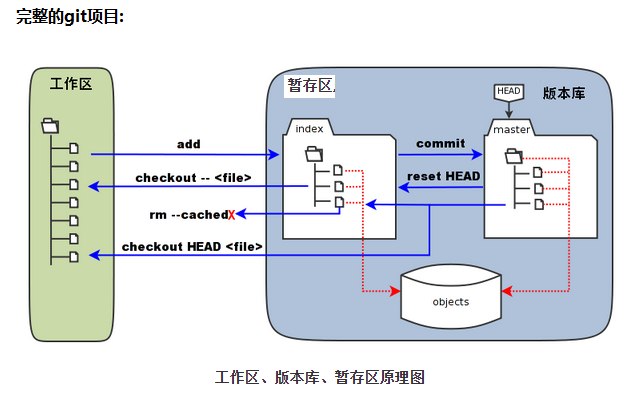 完整的git项目:
工作区
暂存区
版本库
HEAD
index
master
add
commit
checkout -- <file>
reset HEAD
rm --cached
X
checkout HEAD <file>
objects
工作区、版本库、暂存区原理图